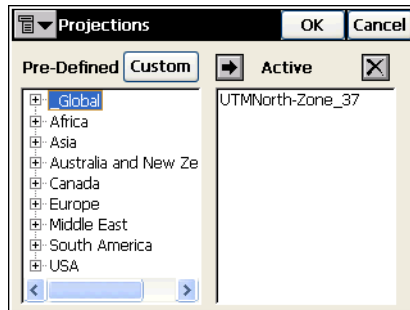 Projections OK Cancel
Pre-Defined Custom Active
_Global
Africa
Asia
Australia and New Ze
Canada
Europe
Middle East
South America
USA
UTMNorth-Zone_37